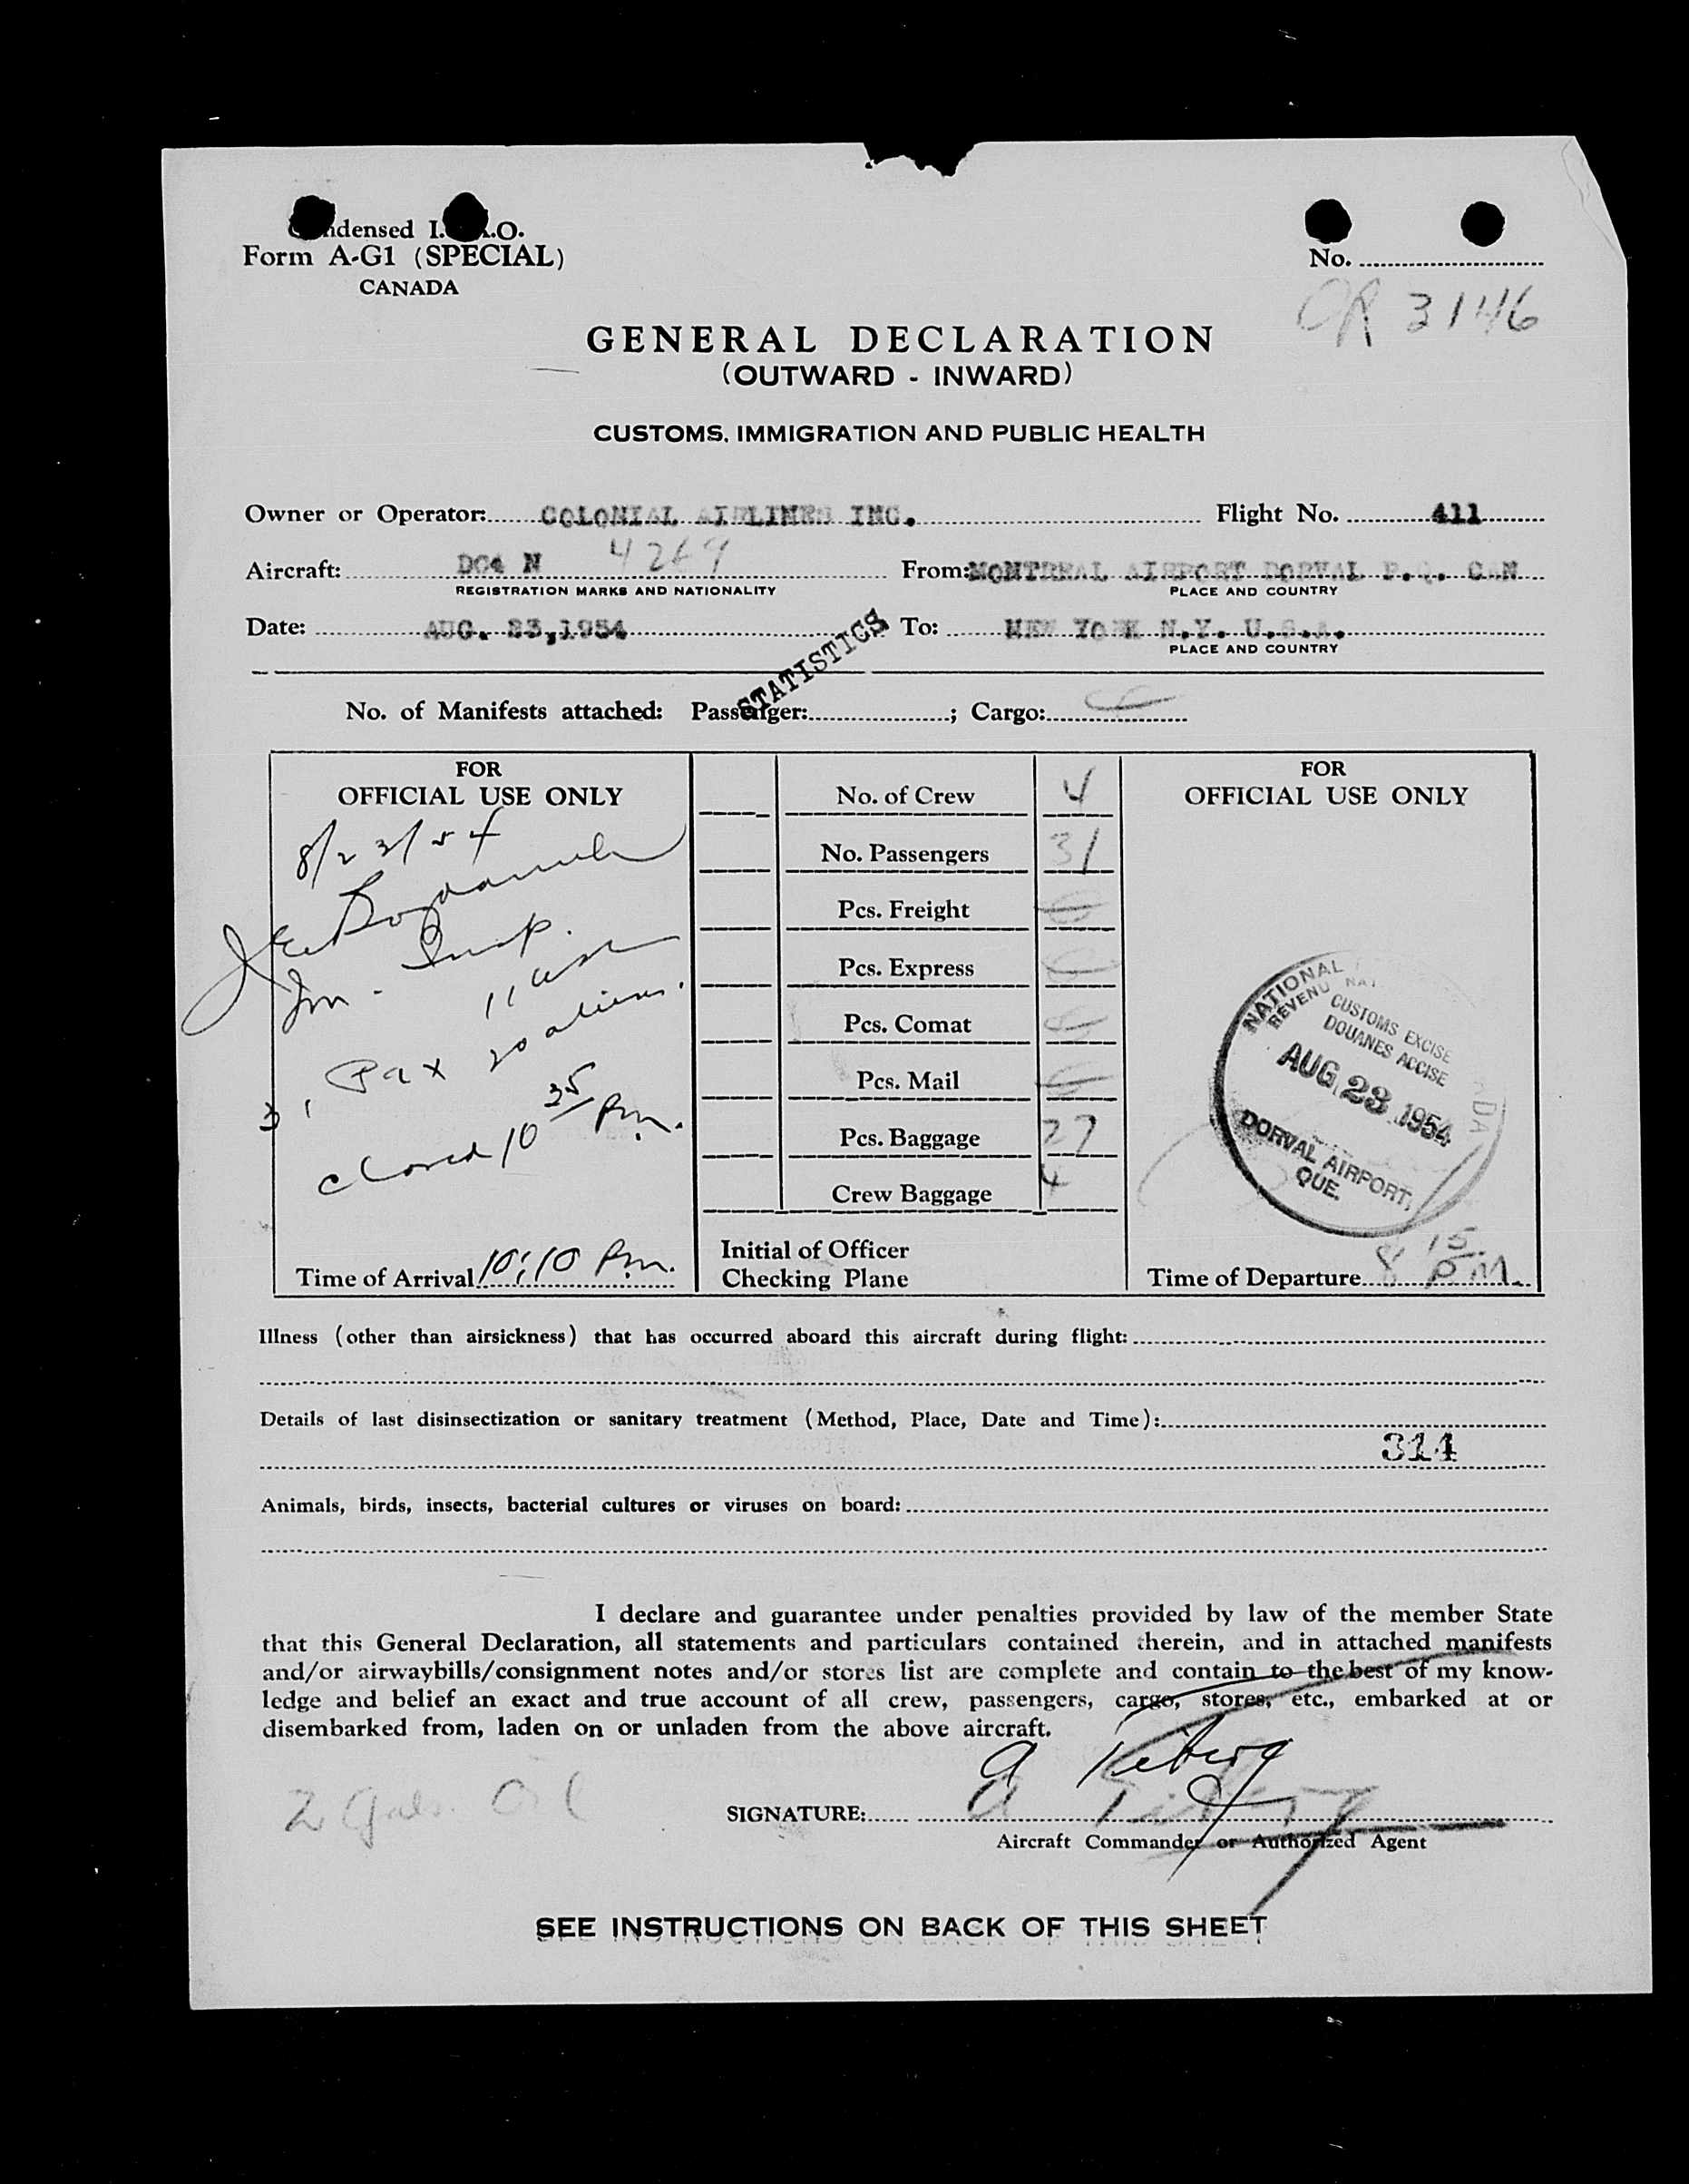 Condensed I.C.A.O.
Form A-G1 (SPECIAL)
CANADA
No.
OR 3146
GENERAL DECLARATION
(OUTWARD - INWARD)
CUSTOMS, IMMIGRATION AND PUBLIC HEALTH
Owner or Operator: COLONIAL AIRLINES INC. Flight No. 411
Aircraft: DC4 N 4269 From: MONTREAL AIRPORT DORVAL P.Q. CAN
REGISTRATION MARKS AND NATIONALITY PLACE AND COUNTRY
Date: AUG. 23,1954 To: NEW YORK N.Y. U.S.A.
PLACE AND COUNTRY
STATISTICS
No. of Manifests attached: Passenger: ; Cargo:
FOR
OFFICIAL USE ONLY
8/23/54
Im - Insp.
11 usc
31 Pax 20 aliens.
closed 10 35 Pm.
Time of Arrival 10:10 Pm.
No. of Crew 4
No. Passengers 31
Pcs. Freight
Pcs. Express
Pcs. Comat
Pcs. Mail
Pcs. Baggage 27
Crew Baggage 4
Initial of Officer
Checking Plane
FOR
OFFICIAL USE ONLY
NATIONAL
REVENU NAT
CUSTOMS EXCISE
DOUANES ACCISE
AUG 23 1954
DORVAL AIRPORT,
QUE.
Time of Departure 8 15 PM.
Illness (other than airsickness) that has occurred aboard this aircraft during flight:
Details of last disinsectization or sanitary treatment (Method, Place, Date and Time):
314
Animals, birds, insects, bacterial cultures or viruses on board:
I declare and guarantee under penalties provided by law of the member State
that this General Declaration, all statements and particulars contained therein, and in attached manifests
and/or airwaybills/consignment notes and/or stores list are complete and contain to the best of my know-
ledge and belief an exact and true account of all crew, passengers, cargo, stores, etc., embarked at or
disembarked from, laden on or unladen from the above aircraft.
2 Gals. Oil
SIGNATURE:
Aircraft Commander or Authorized Agent
SEE INSTRUCTIONS ON BACK OF THIS SHEET